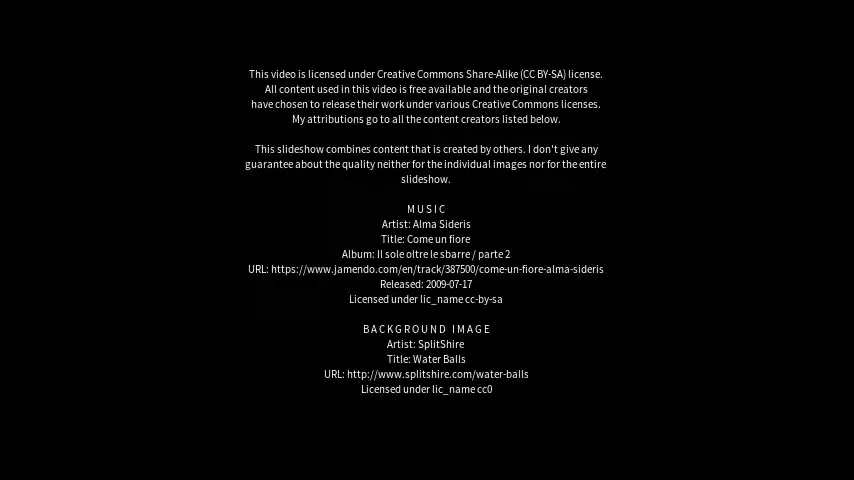 This video is licensed under Creative Commons Share-Alike (CC BY-SA) license.
All content used in this video is free available and the original creators
have chosen to release their work under various Creative Commons licenses.
My attributions go to all the content creators listed below.
This slideshow combines content that is created by others. I don't give any
guarantee about the quality neither for the individual images nor for the entire
slideshow.
MUSIC
Artist: Alma Sideris
Title: Come un fiore
Album: Il sole oltre le sbarre / parte 2
URL: https://www.jamendo.com/en/track/387500/come-un-fiore-alma-sideris
Released: 2009-07-17
Licensed under lic_name cc-by-sa
BACKGROUND IMAGE
Artist: SplitShire
Title: Water Balls
URL: http://www.splitshire.com/water-balls
Licensed under lic_name cc0